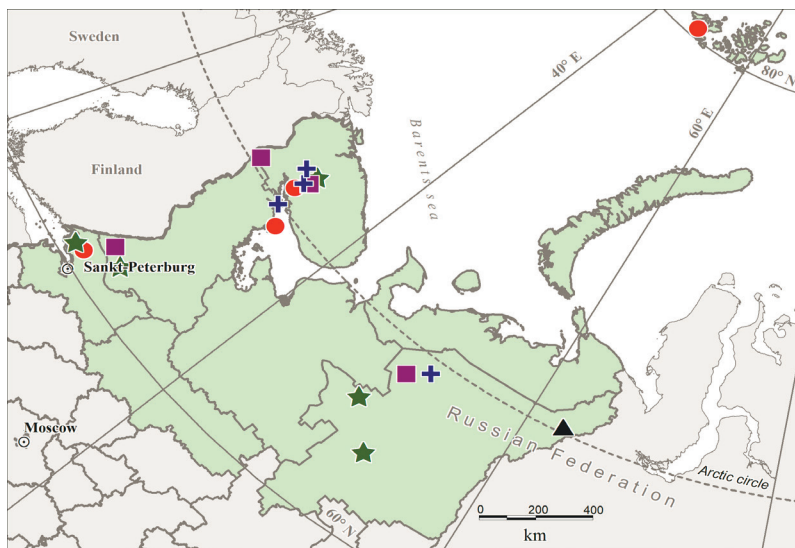 Sweden
40° E
80° N
60° E
Barents sea
Finland
Sankt-Peterburg
Moscow
Russian Federation
Arctic circle
60° N
0 200 400
km